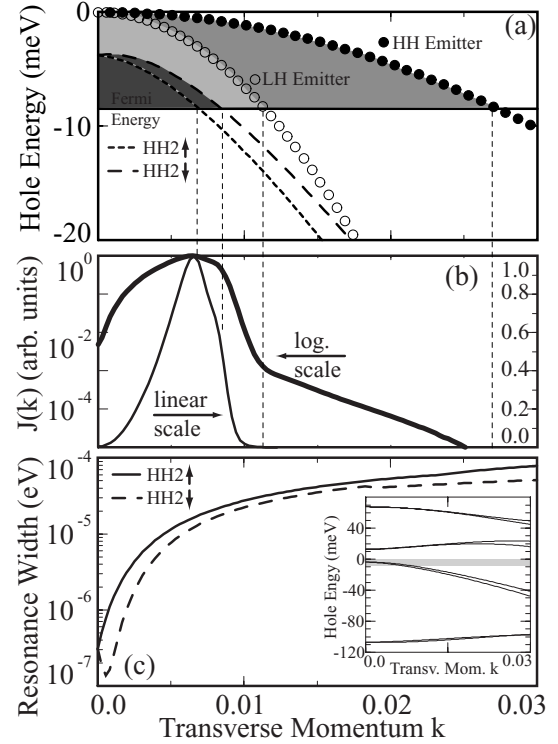 0
(a)
HH Emitter
LH Emitter
Fermi
Energy
-10
HH2
HH2
-20
Hole Energy (meV)
10^0
(b)
1.0
0.8
10^-2
log.
scale
0.6
0.4
10^-4
linear
scale
0.2
0.0
J(k) (arb. units)
10^-4
HH2
HH2
10^-5
10^-6
10^-7
(c)
Resonance Width (eV)
40
0
-40
-80
-120
Hole Engy (meV)
0.0
0.03
Transv. Mom. k
0.0
0.01
0.02
0.03
Transverse Momentum k